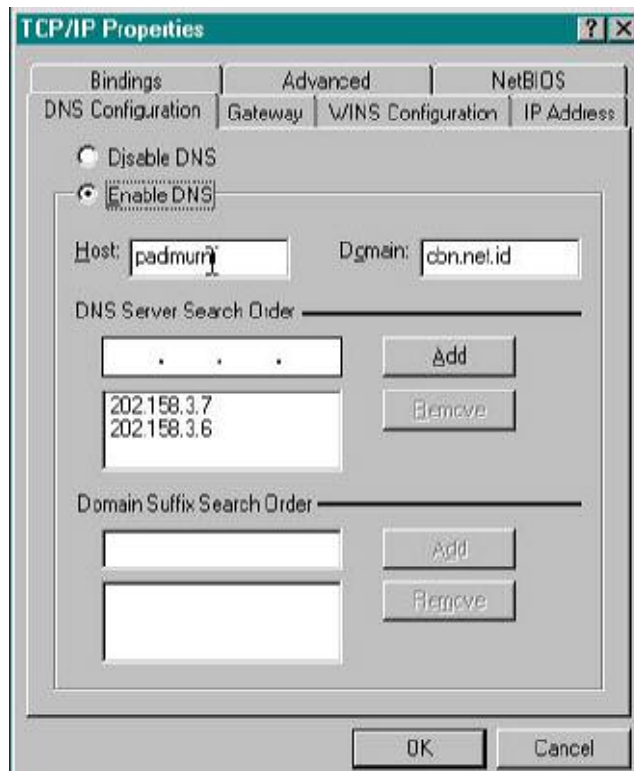 TCP/IP Properties
Bindings Advanced NetBIOS
DNS Configuration Gateway WINS Configuration IP Address
Disable DNS
Enable DNS
Host: Domain: cbn.net.id
DNS Server Search Order
. . .
Add
202.158.3.7
202.158.3.6
Remove
Domain Suffix Search Order
Add
Remove
OK Cancel